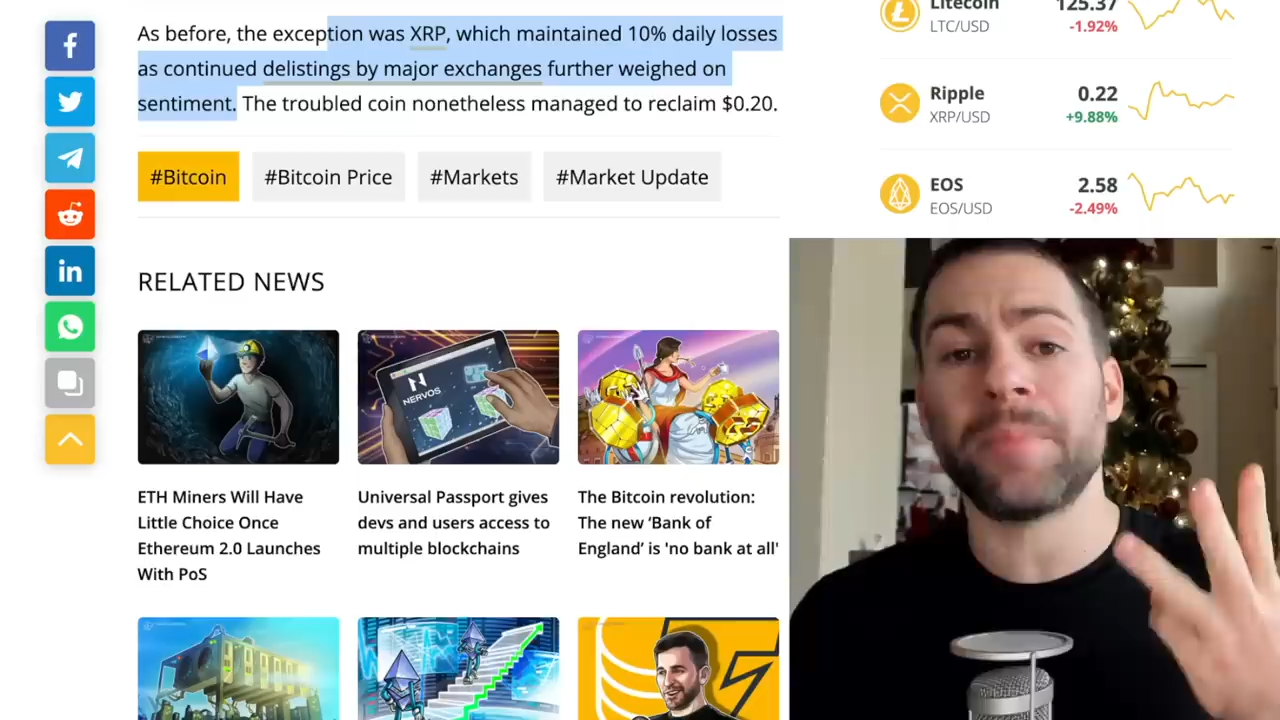 As before, the exception was XRP, which maintained 10% daily losses
as continued delistings by major exchanges further weighed on
sentiment. The troubled coin nonetheless managed to reclaim $0.20.
#Bitcoin
#Bitcoin Price
#Markets
#Market Update
RELATED NEWS
NERVOS
ETH Miners Will Have
Little Choice Once
Ethereum 2.0 Launches
With PoS
Universal Passport gives
devs and users access to
multiple blockchains
The Bitcoin revolution:
The new ‘Bank of
England’ is 'no bank at all'
Litecoin
125.37
LTC/USD
-1.92%
Ripple
0.22
XRP/USD
+9.88%
EOS
2.58
EOS/USD
-2.49%